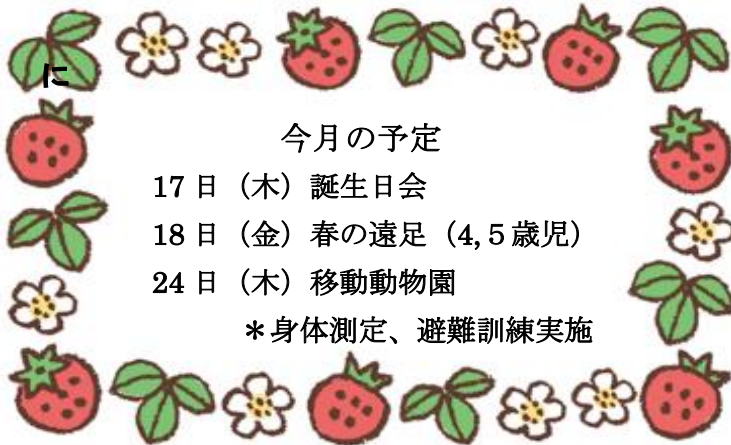 に
今月の予定
17日（木）誕生日会
18日（金）春の遠足（4,５歳児）
24日（木）移動動物園
＊身体測定、避難訓練実施